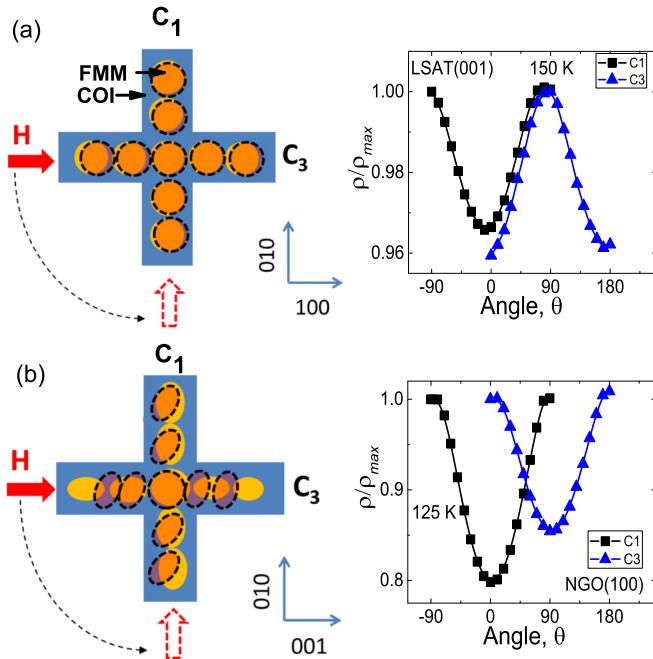 (a)
C1
FMM
COI
H
C3
010
100
LSAT(001)
150 K
C1
C3
1.00
0.98
0.96
ρ/ρmax
-90 0 90 180
Angle, θ
(b)
C1
H
C3
010
001
1.0
0.9
0.8
ρ/ρmax
125 K
C1
C3
NGO(100)
-90 0 90 180
Angle, θ